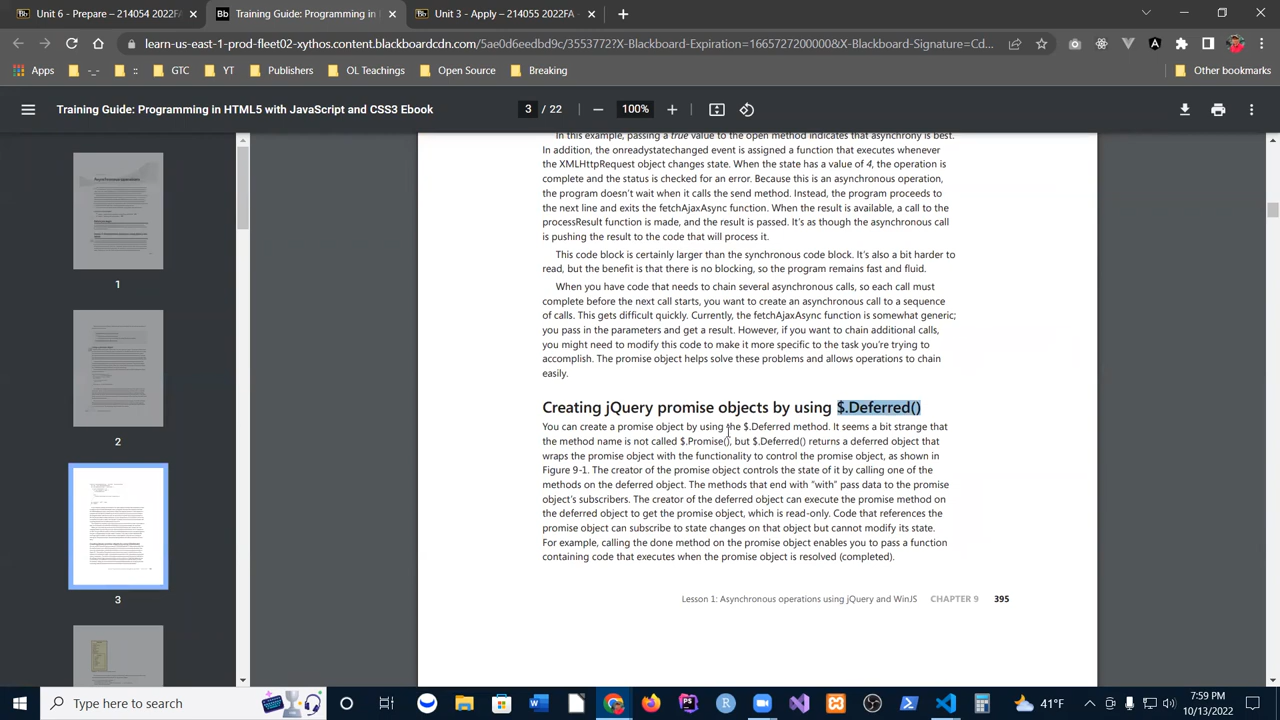 Unit 6 - Prepare – 214055 2022FA -
Training Guide: Programming in H
Unit 3 - Apply – 214055 2022FA –
learn-us-east-1-prod-fleet02-xythos.content.blackboardcdn.com/5ae0d6eedbd9c/3553772?X-Blackboard-Expiration=1665727200000&X-Blackboard-Signature=Cd...
Apps
_-_
:: ::
GTC
YT
Publishers
OL Teachings
Open Source
Breaking
Other bookmarks
Training Guide: Programming in HTML5 with JavaScript and CSS3 Ebook
3 / 22
100%
In this example, passing a true value to the open method indicates that asynchrony is best.
In addition, the onreadystatechanged event is assigned a function that executes whenever
the XMLHttpRequest object changes state. When the state has a value of 4, the operation is
complete and the status is checked for an error. Because this is an asynchronous operation,
the program doesn't wait when it calls the send method. Instead, the program proceeds to
the next line and exits the fetchAjaxAsync function. When the result is available, a call to the
processResult function is made, and the result is passed. It's as though the asynchronous call
is pushing the result to the code that will process it.
This code block is certainly larger than the synchronous code block. It's also a bit harder to
read, but the benefit is that there is no blocking, so the program remains fast and fluid.
When you have code that needs to chain several asynchronous calls, so each call must
complete before the next call starts, you want to create an asynchronous call to a sequence
of calls. This gets difficult quickly. Currently, the fetchAjaxAsync function is somewhat generic;
you pass in the parameters and get a result. However, if you want to chain additional calls,
you might need to modify this code to make it more specific to the task you're trying to
accomplish. The promise object helps solve these problems and allows operations to chain
easily.
Creating jQuery promise objects by using $.Deferred()
You can create a promise object by using the $.Deferred method. It seems a bit strange that
the method name is not called $.Promise(), but $.Deferred() returns a deferred object that
wraps the promise object with the functionality to control the promise object, as shown in
Figure 9-1. The creator of the promise object controls the state of it by calling one of the
methods on the deferred object. The methods that end with "with" pass data to the promise
object's subscribers. The creator of the deferred object can execute the promise method on
the deferred object to get the promise object, which is read-only. Code that references the
promise object can subscribe to state changes on that object but cannot modify its state.
For example, calling the done method on the promise object enables you to pass a function
containing code that executes when the promise object is resolved (completed).
Lesson 1: Asynchronous operations using jQuery and WinJS CHAPTER 9 395
1
2
3
Type here to search
41°F
7:59 PM
10/13/2022